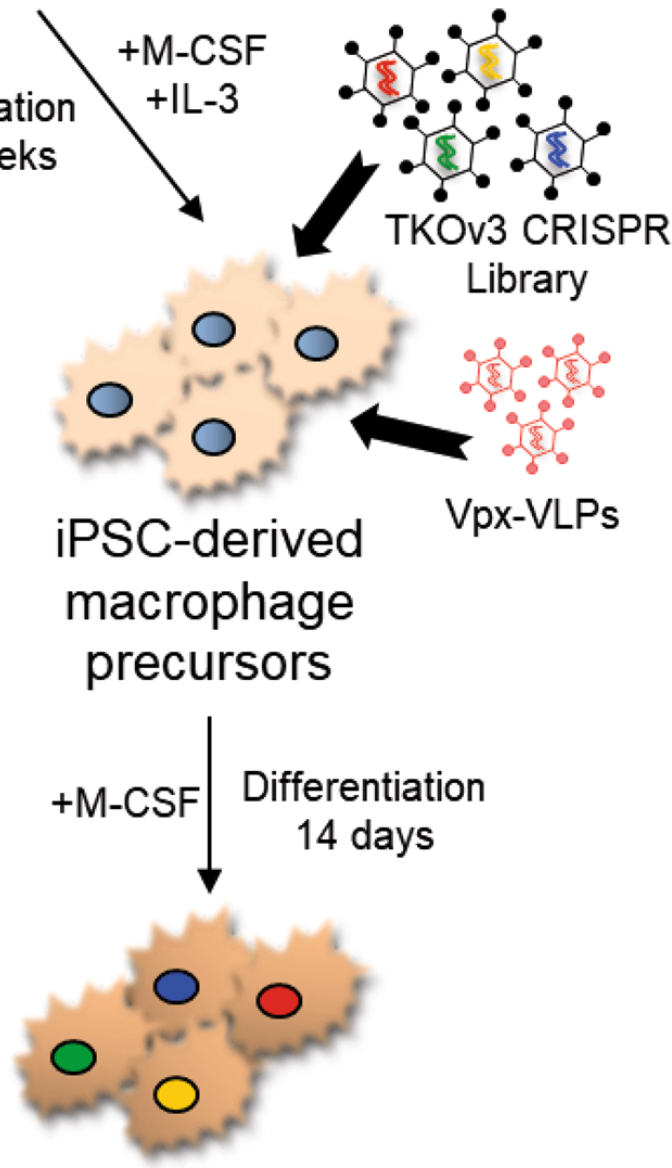 +M-CSF
+IL-3
TKOv3 CRISPR
Library
Vpx-VLPs
iPSC-derived
macrophage
precursors
+M-CSF
Differentiation
14 days